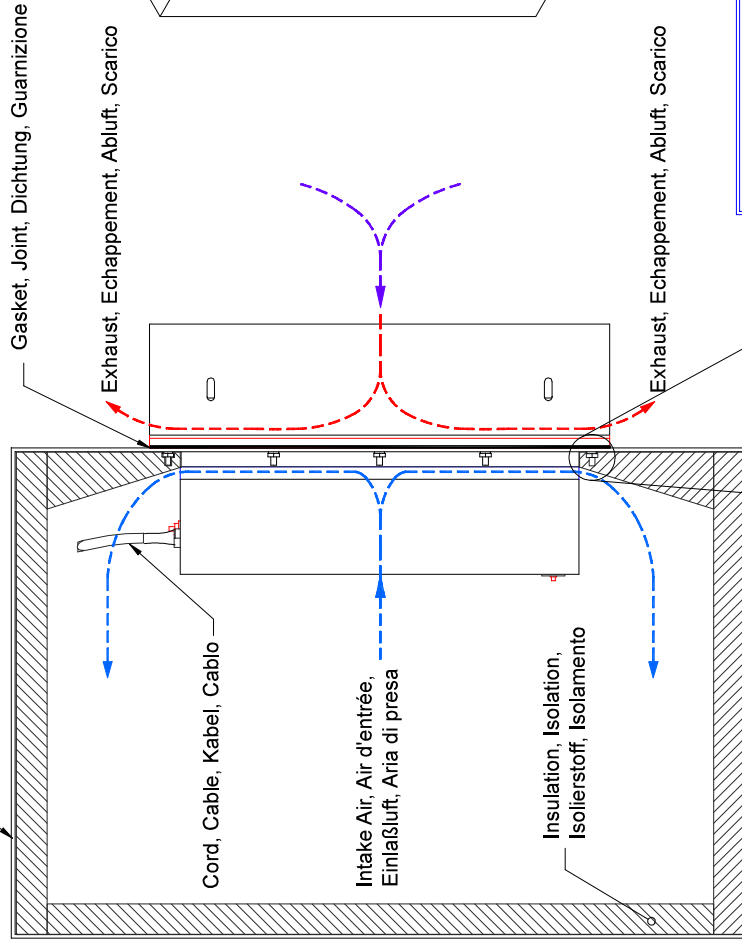 Gasket, Joint, Dichtung, Guarnizione
Exhaust, Echappement, Abluft, Scarico
Cord, Cable, Kabel, Cablo
Intake Air, Air d'entrée,
Einlaßluft, Aria di presa
Insulation, Isolation,
Isolierstoff, Isolamento
Exhaust, Echappement, Abluft, Scarico